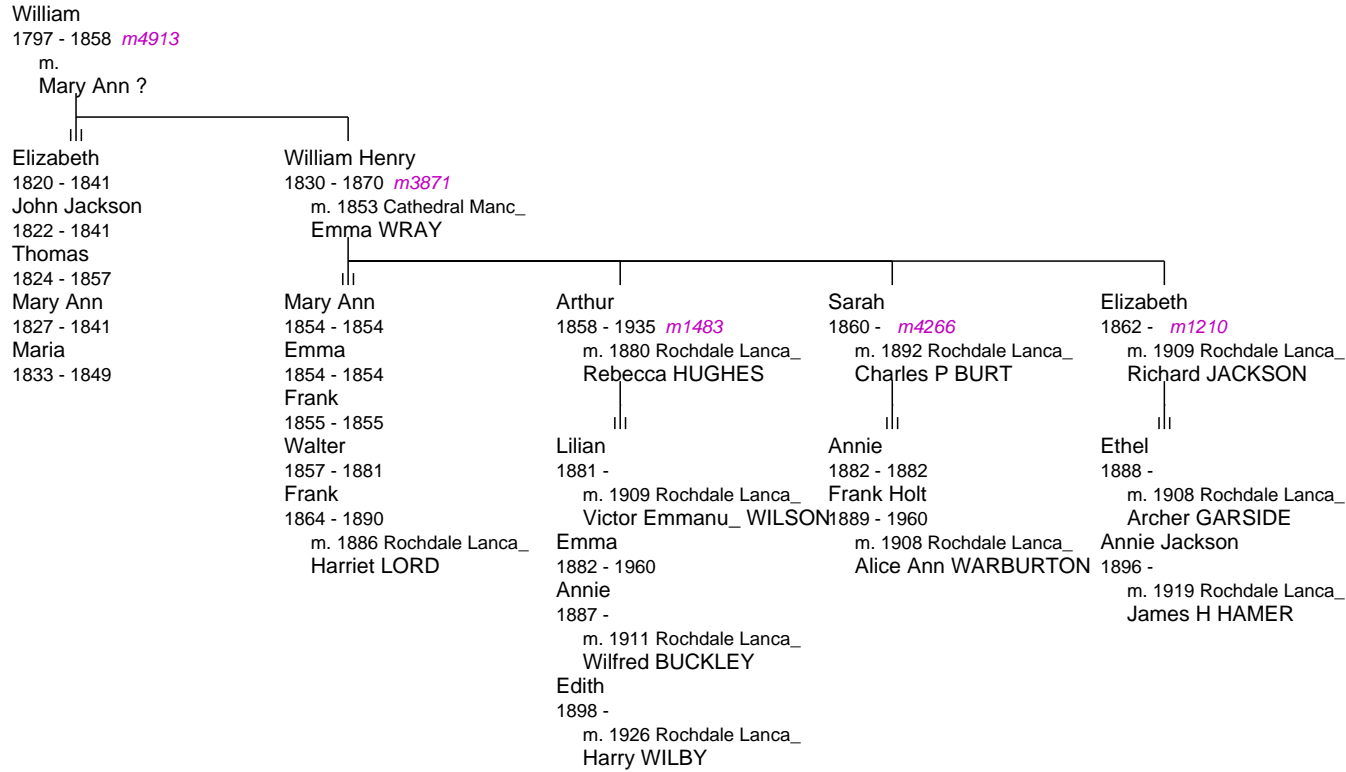 William
1797 - 1858 m4913
m.
Mary Ann ?
Elizabeth
1820 - 1841
John Jackson
1822 - 1841
Thomas
1824 - 1857
Mary Ann
1827 - 1841
Maria
1833 - 1849
William Henry
1830 - 1870 m3871
m. 1853 Cathedral Manc_
Emma WRAY
Mary Ann
1854 - 1854
Emma
1854 - 1854
Frank
1855 - 1855
Walter
1857 - 1881
Frank
1864 - 1890
m. 1886 Rochdale Lanca_
Harriet LORD
Arthur
1858 - 1935 m1483
m. 1880 Rochdale Lanca_
Rebecca HUGHES
Lilian
1881 -
m. 1909 Rochdale Lanca_
Victor Emmanu_ WILSON
Emma
1882 - 1960
Annie
1887 -
m. 1911 Rochdale Lanca_
Wilfred BUCKLEY
Edith
1898 -
m. 1926 Rochdale Lanca_
Harry WILBY
Sarah
1860 - m4266
m. 1892 Rochdale Lanca_
Charles P BURT
Annie
1882 - 1882
Frank Holt
1889 - 1960
m. 1908 Rochdale Lanca_
Alice Ann WARBURTON
Elizabeth
1862 - m1210
m. 1909 Rochdale Lanca_
Richard JACKSON
Ethel
1888 -
m. 1908 Rochdale Lanca_
Archer GARSIDE
Annie Jackson
1896 -
m. 1919 Rochdale Lanca_
James H HAMER